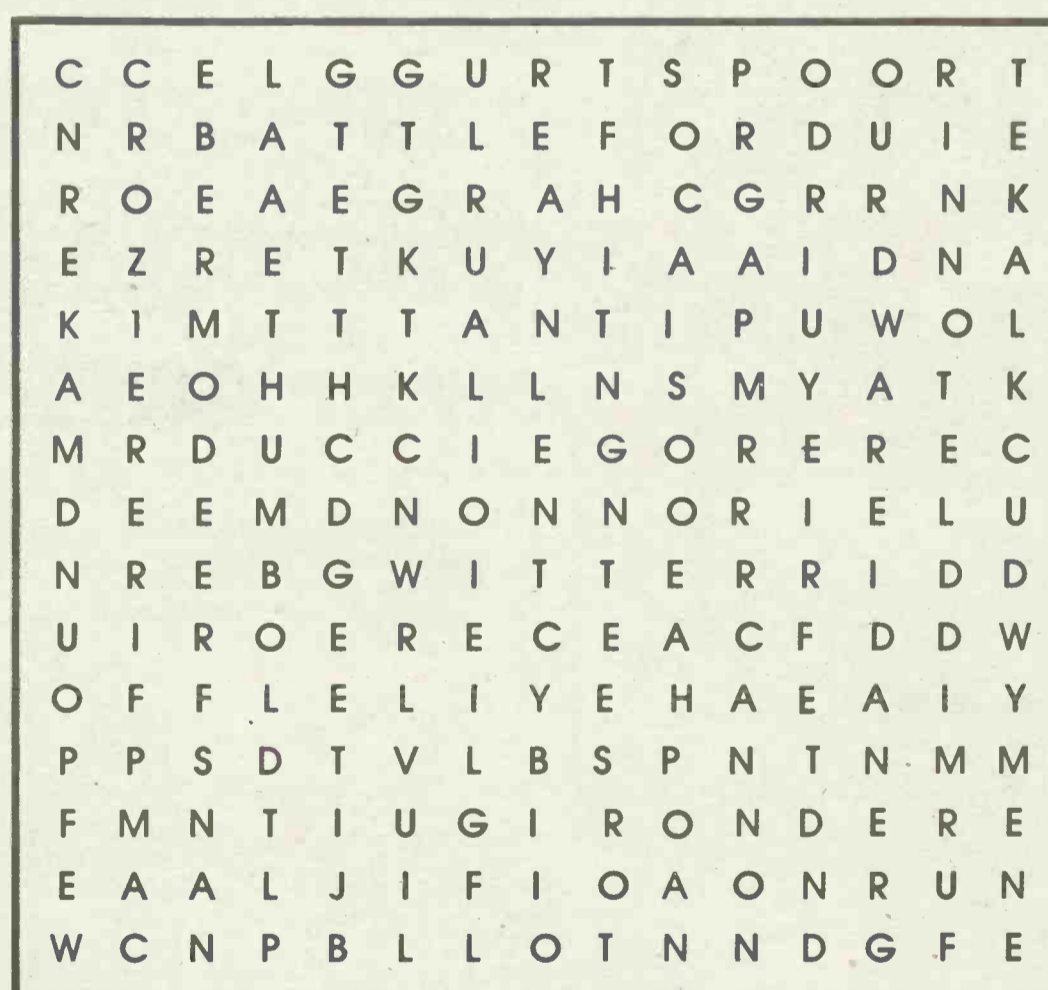 C C E L G G U R T S P O O R T
N R B A T T L E F O R D U I E
R O E A E G R A H C G R R N K
E Z R E T K U Y I A A I D N A
K I M T T T A N T I P U W O L
A E O H H K L L N S M Y A T K
M R D U C C I E G O R E R E C
D E E M D N O N N O R I E L U
N R E B G W I T T E R R I D D
U I R O E R E C E A C F D D W
O F F L E L I Y E H A E A I Y
P P S D T V L B S P N T N M M
F M N T I U G I R O N D E R E
E A A L J I F I O A O N R U N
W C N P B L L O T N N D G F E